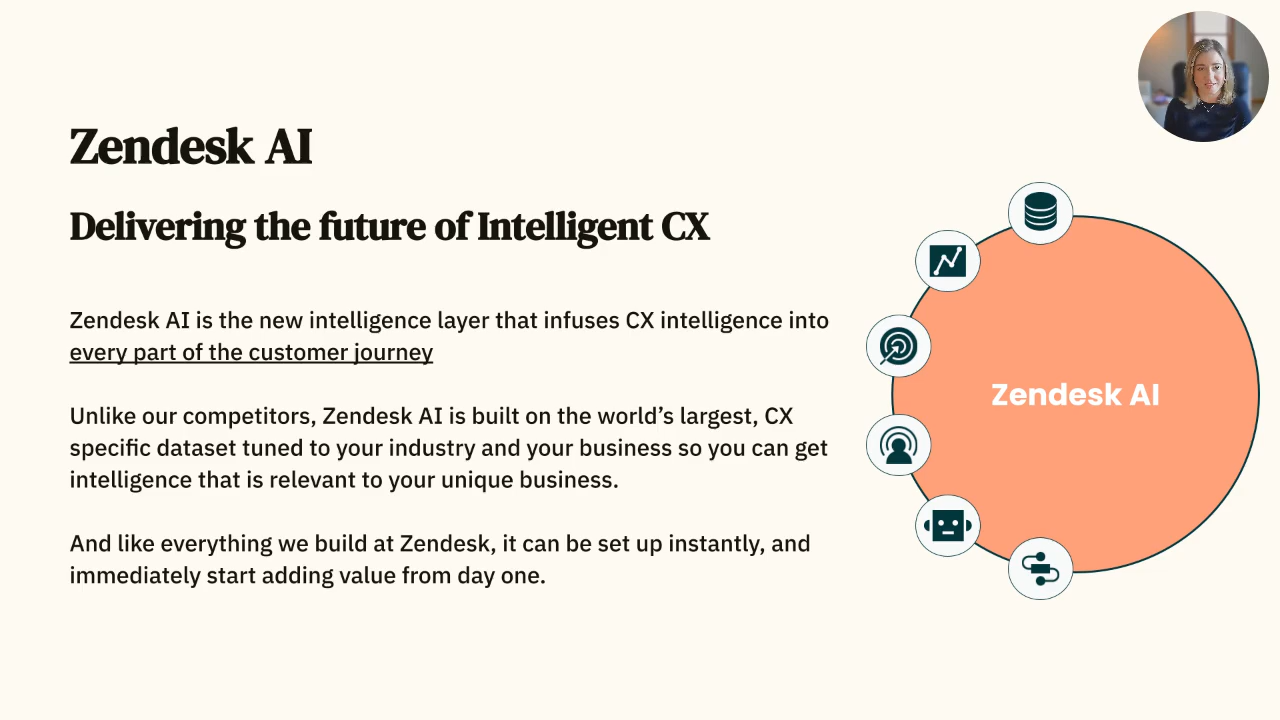 Zendesk AI
Delivering the future of Intelligent CX
Zendesk AI is the new intelligence layer that infuses CX intelligence into
every part of the customer journey
Unlike our competitors, Zendesk AI is built on the world’s largest, CX
specific dataset tuned to your industry and your business so you can get
intelligence that is relevant to your unique business.
And like everything we build at Zendesk, it can be set up instantly, and
immediately start adding value from day one.
Zendesk AI